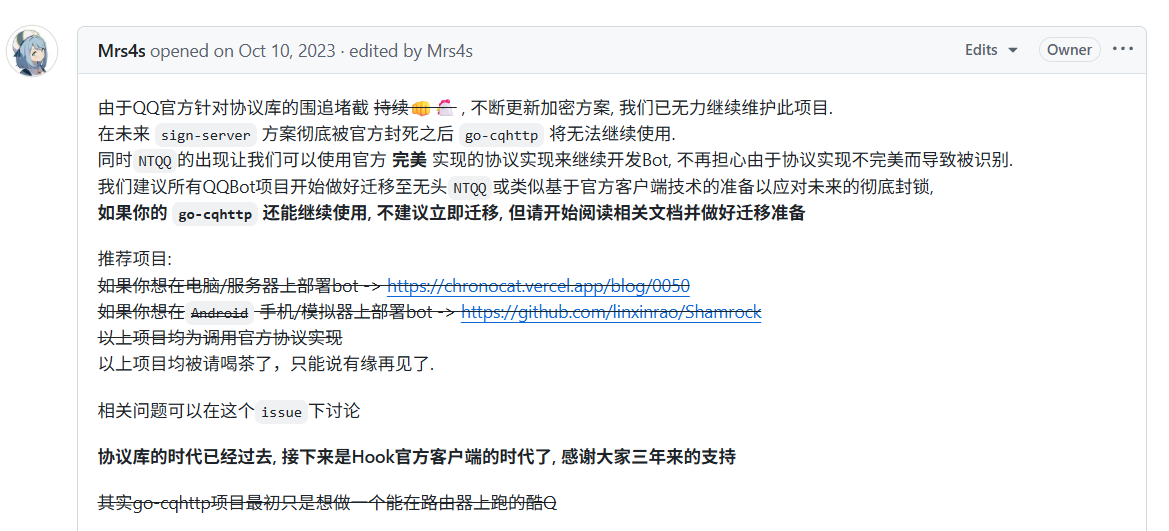 Mrs4s opened on Oct 10, 2023 · edited by Mrs4s
Edits
Owner
由于QQ官方针对协议库的围追堵截 持续👊🐔 , 不断更新加密方案, 我们已无力继续维护此项目.
在未来 sign-server 方案彻底被官方封死之后 go-cqhttp 将无法继续使用.
同时 NTQQ 的出现让我们可以使用官方 完美 实现的协议实现来继续开发Bot, 不再担心由于协议实现不完美而导致被识别.
我们建议所有QQBot项目开始做好迁移至无头 NTQQ 或类似基于官方客户端技术的准备以应对未来的彻底封锁,
如果你的 go-cqhttp 还能继续使用, 不建议立即迁移, 但请开始阅读相关文档并做好迁移准备
推荐项目:
如果你想在电脑/服务器上部署bot -> https://chronocat.vercel.app/blog/0050
如果你想在 Android 手机/模拟器上部署bot -> https://github.com/linxinrao/Shamrock
以上项目均为调用官方协议实现
以上项目均被请喝茶了，只能说有缘再见了.
相关问题可以在这个 issue 下讨论
协议库的时代已经过去, 接下来是Hook官方客户端的时代了, 感谢大家三年来的支持
其实go-cqhttp项目最初只是想做一个能在路由器上跑的酷Q